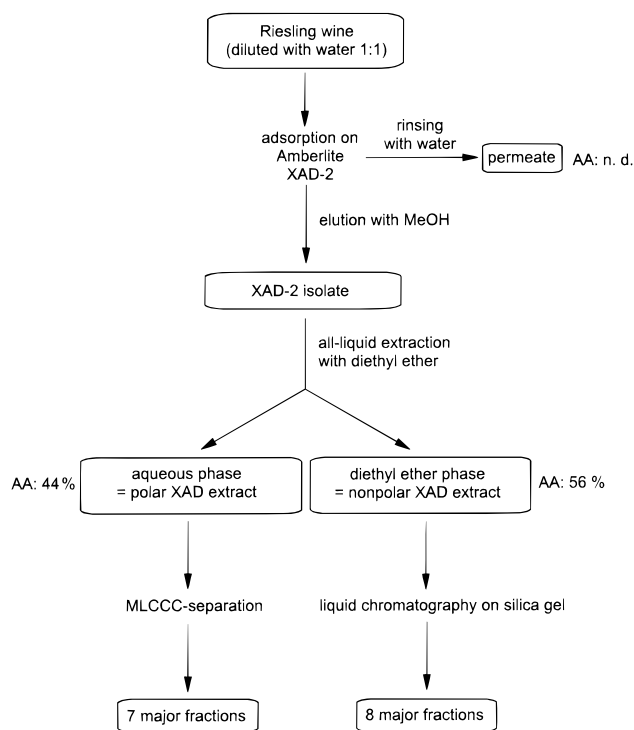 Riesling wine
(diluted with water 1:1)
adsorption on
Amberlite
XAD-2
rinsing
with water
permeate
AA: n. d.
elution with MeOH
XAD-2 isolate
all-liquid extraction
with diethyl ether
AA: 44 %
aqueous phase
= polar XAD extract
diethyl ether phase
= nonpolar XAD extract
AA: 56 %
MLCCC-separation
liquid chromatography on silica gel
7 major fractions
8 major fractions